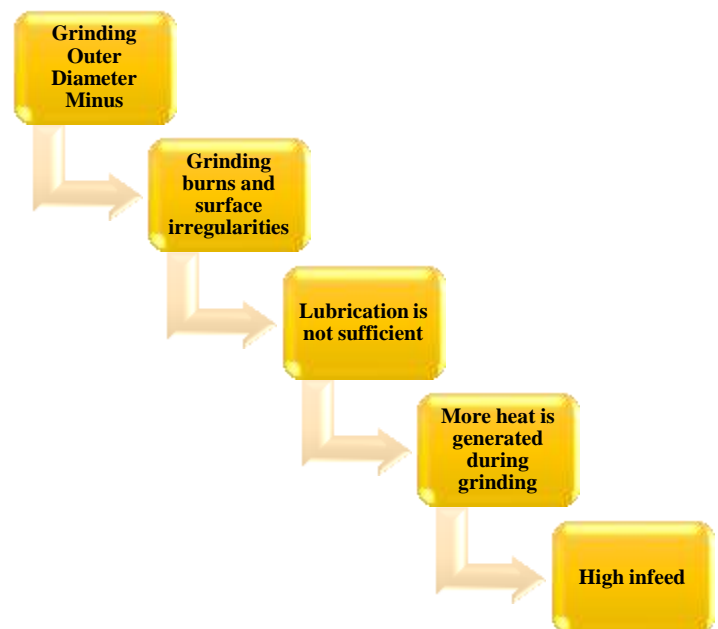 Grinding
Outer
Diameter
Minus
Grinding
burns and
surface
irregularities
Lubrication is
not sufficient
More heat is
generated
during
grinding
High infeed